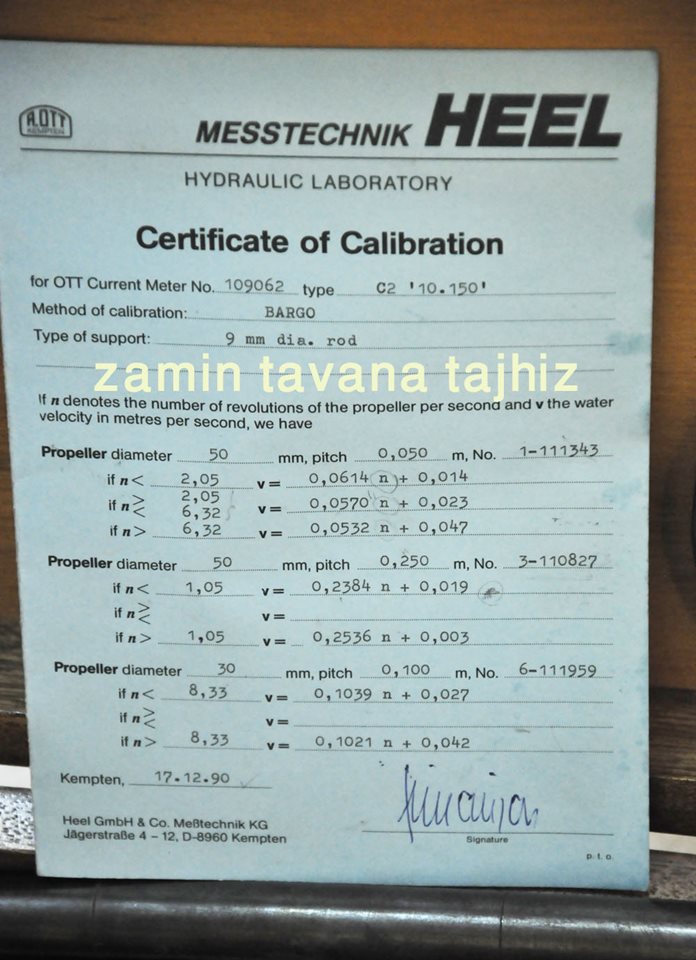 A.OTT
KEMPTEN
MESSTECHNIK HEEL
HYDRAULIC LABORATORY
Certificate of Calibration
for OTT Current Meter No. 109062 type C2 '10.150'
Method of calibration: BARGO
Type of support: 9 mm dia. rod
zamin tavana tajhiz
If n denotes the number of revolutions of the propeller per second and v the water
velocity in metres per second, we have
Propeller diameter 50 mm, pitch 0,050 m, No. 1-111343
if n < 2,05 v = 0,0614 n + 0,014
if n ≷ 2,05 6,32 v = 0,0570 n + 0,023
if n > 6,32 v = 0,0532 n + 0,047
Propeller diameter 50 mm, pitch 0,250 m, No. 3-110827
if n < 1,05 v = 0,2384 n + 0,019
if n ≷ v =
if n > 1,05 v = 0,2536 n + 0,003
Propeller diameter 30 mm, pitch 0,100 m, No. 6-111959
if n < 8,33 v = 0,1039 n + 0,027
if n ≷ v =
if n > 8,33 v = 0,1021 n + 0,042
Kempten, 17.12.90
Heel GmbH & Co. Meßtechnik KG
Jägerstraße 4 – 12, D-8960 Kempten
Signature
p. t. o.